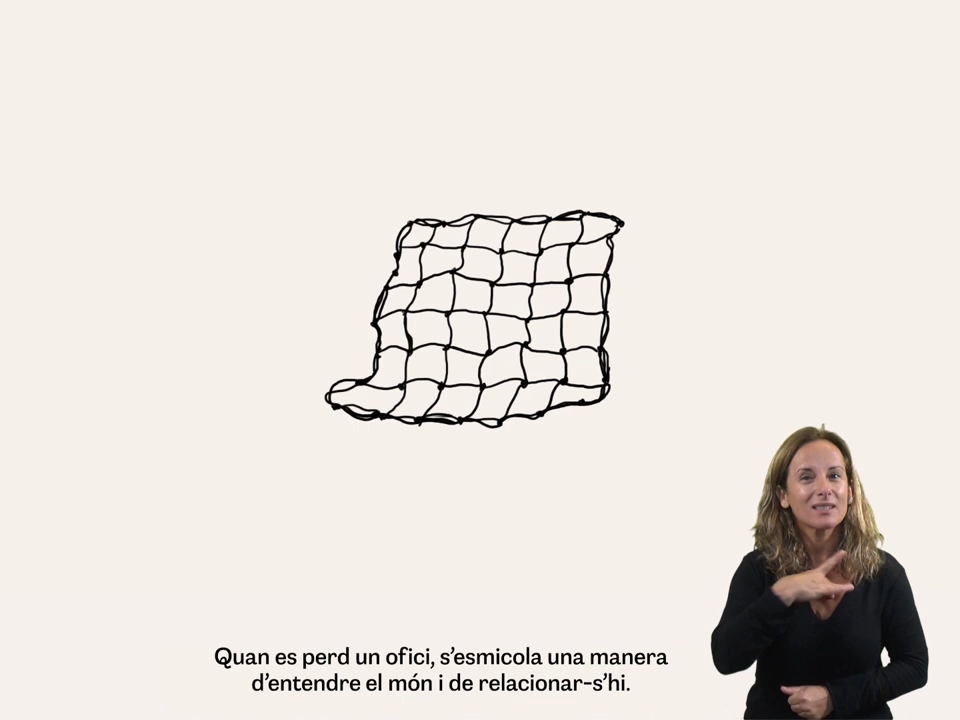 Quan es perd un ofici, s’esmicola una manera
d’entendre el món i de relacionar-s’hi.